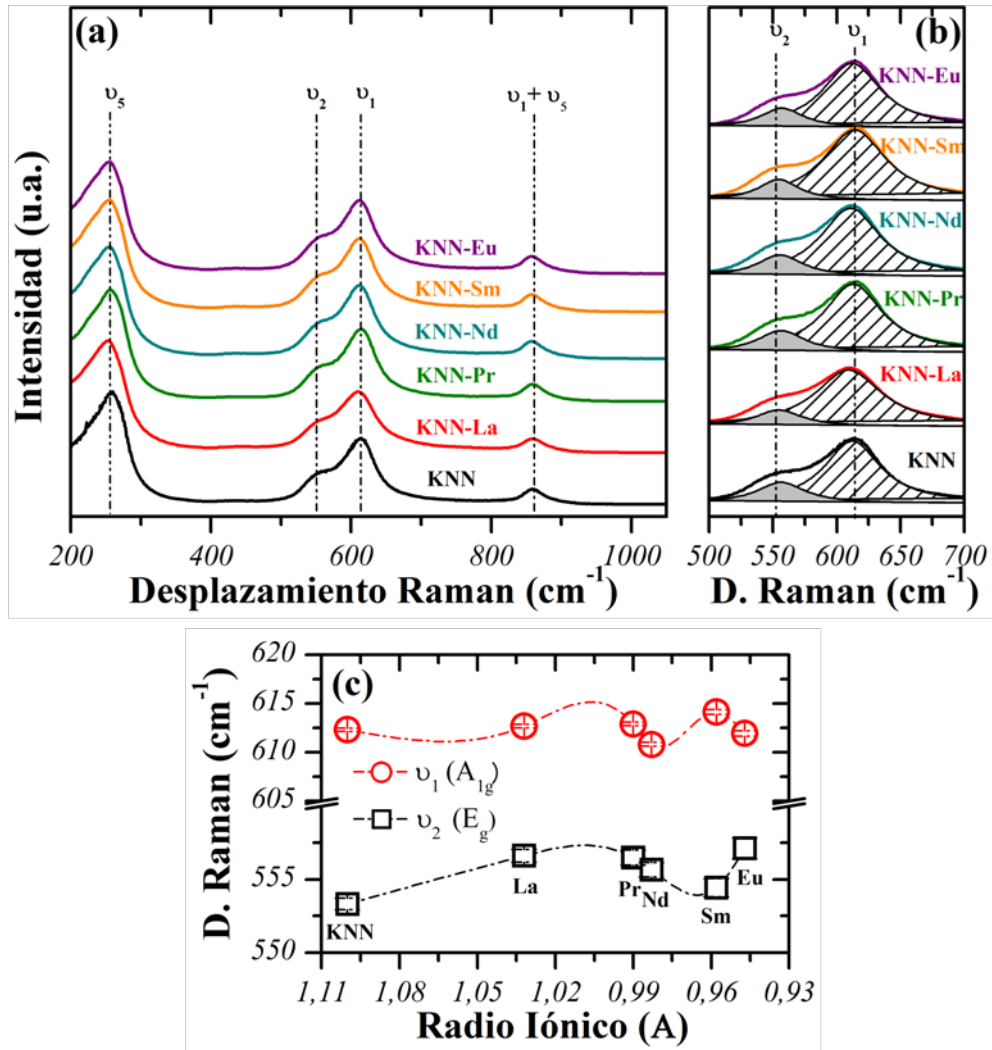 (a)
υ5
υ2
υ1
υ1+ υ5
KNN-Eu
KNN-Sm
KNN-Nd
KNN-Pr
KNN-La
KNN
Intensidad (u.a.)
200 400 600 800 1000
Desplazamiento Raman (cm-1)
(b)
υ2
υ1
KNN-Eu
KNN-Sm
KNN-Nd
KNN-Pr
KNN-La
KNN
500 550 600 650 700
D. Raman (cm-1)
(c)
620
615
610
605
555
550
D. Raman (cm-1)
υ1 (A1g)
υ2 (Eg)
KNN
La
Pr
Nd
Sm
Eu
1,11 1,08 1,05 1,02 0,99 0,96 0,93
Radio Iónico (A)